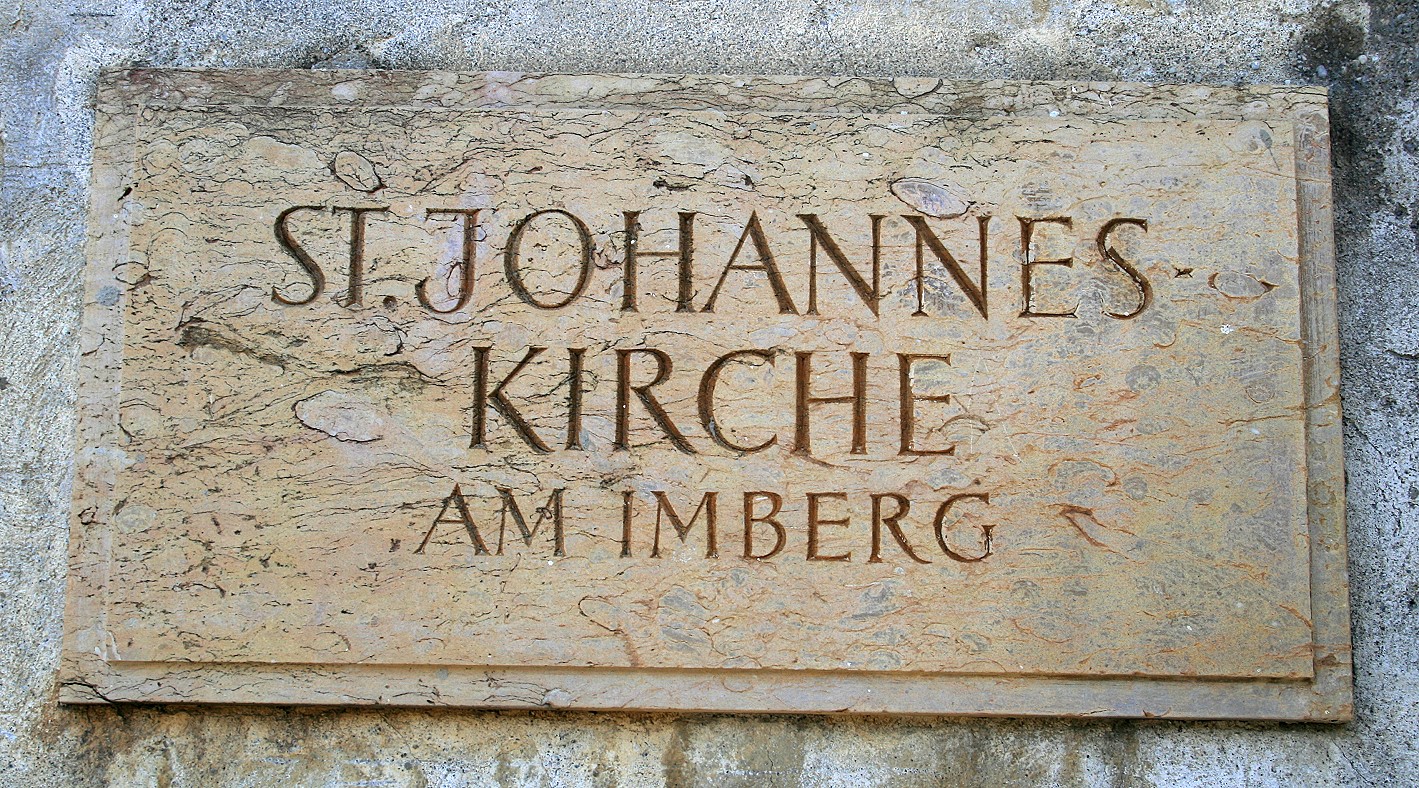 ST. JOHANNES-
KIRCHE
AM IMBERG